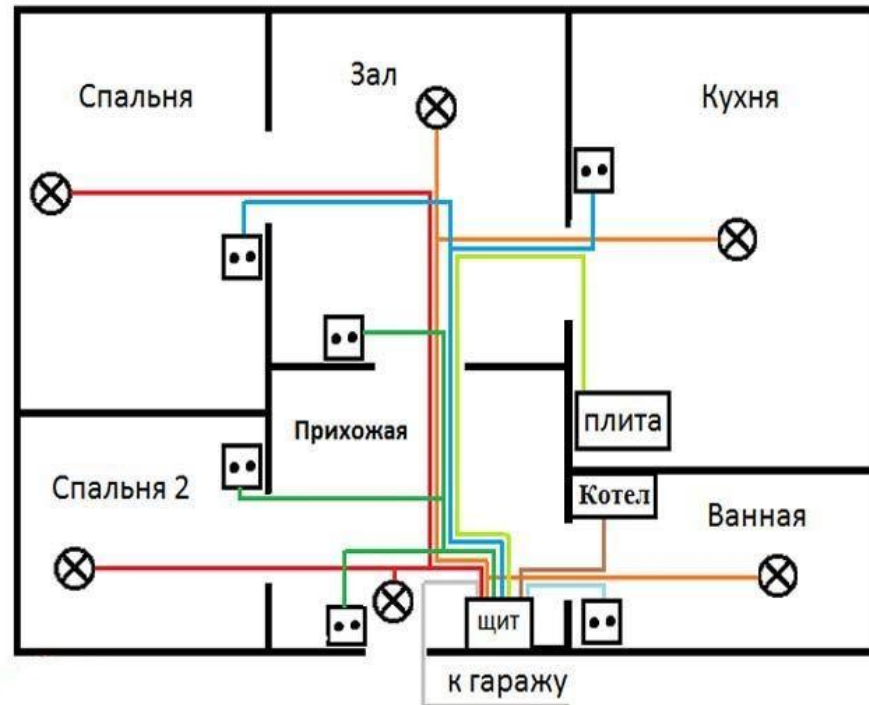 Спальня
Зал
Кухня
плита
Прихожая
Спальня 2
Котел
Ванная
щит
к гаражу